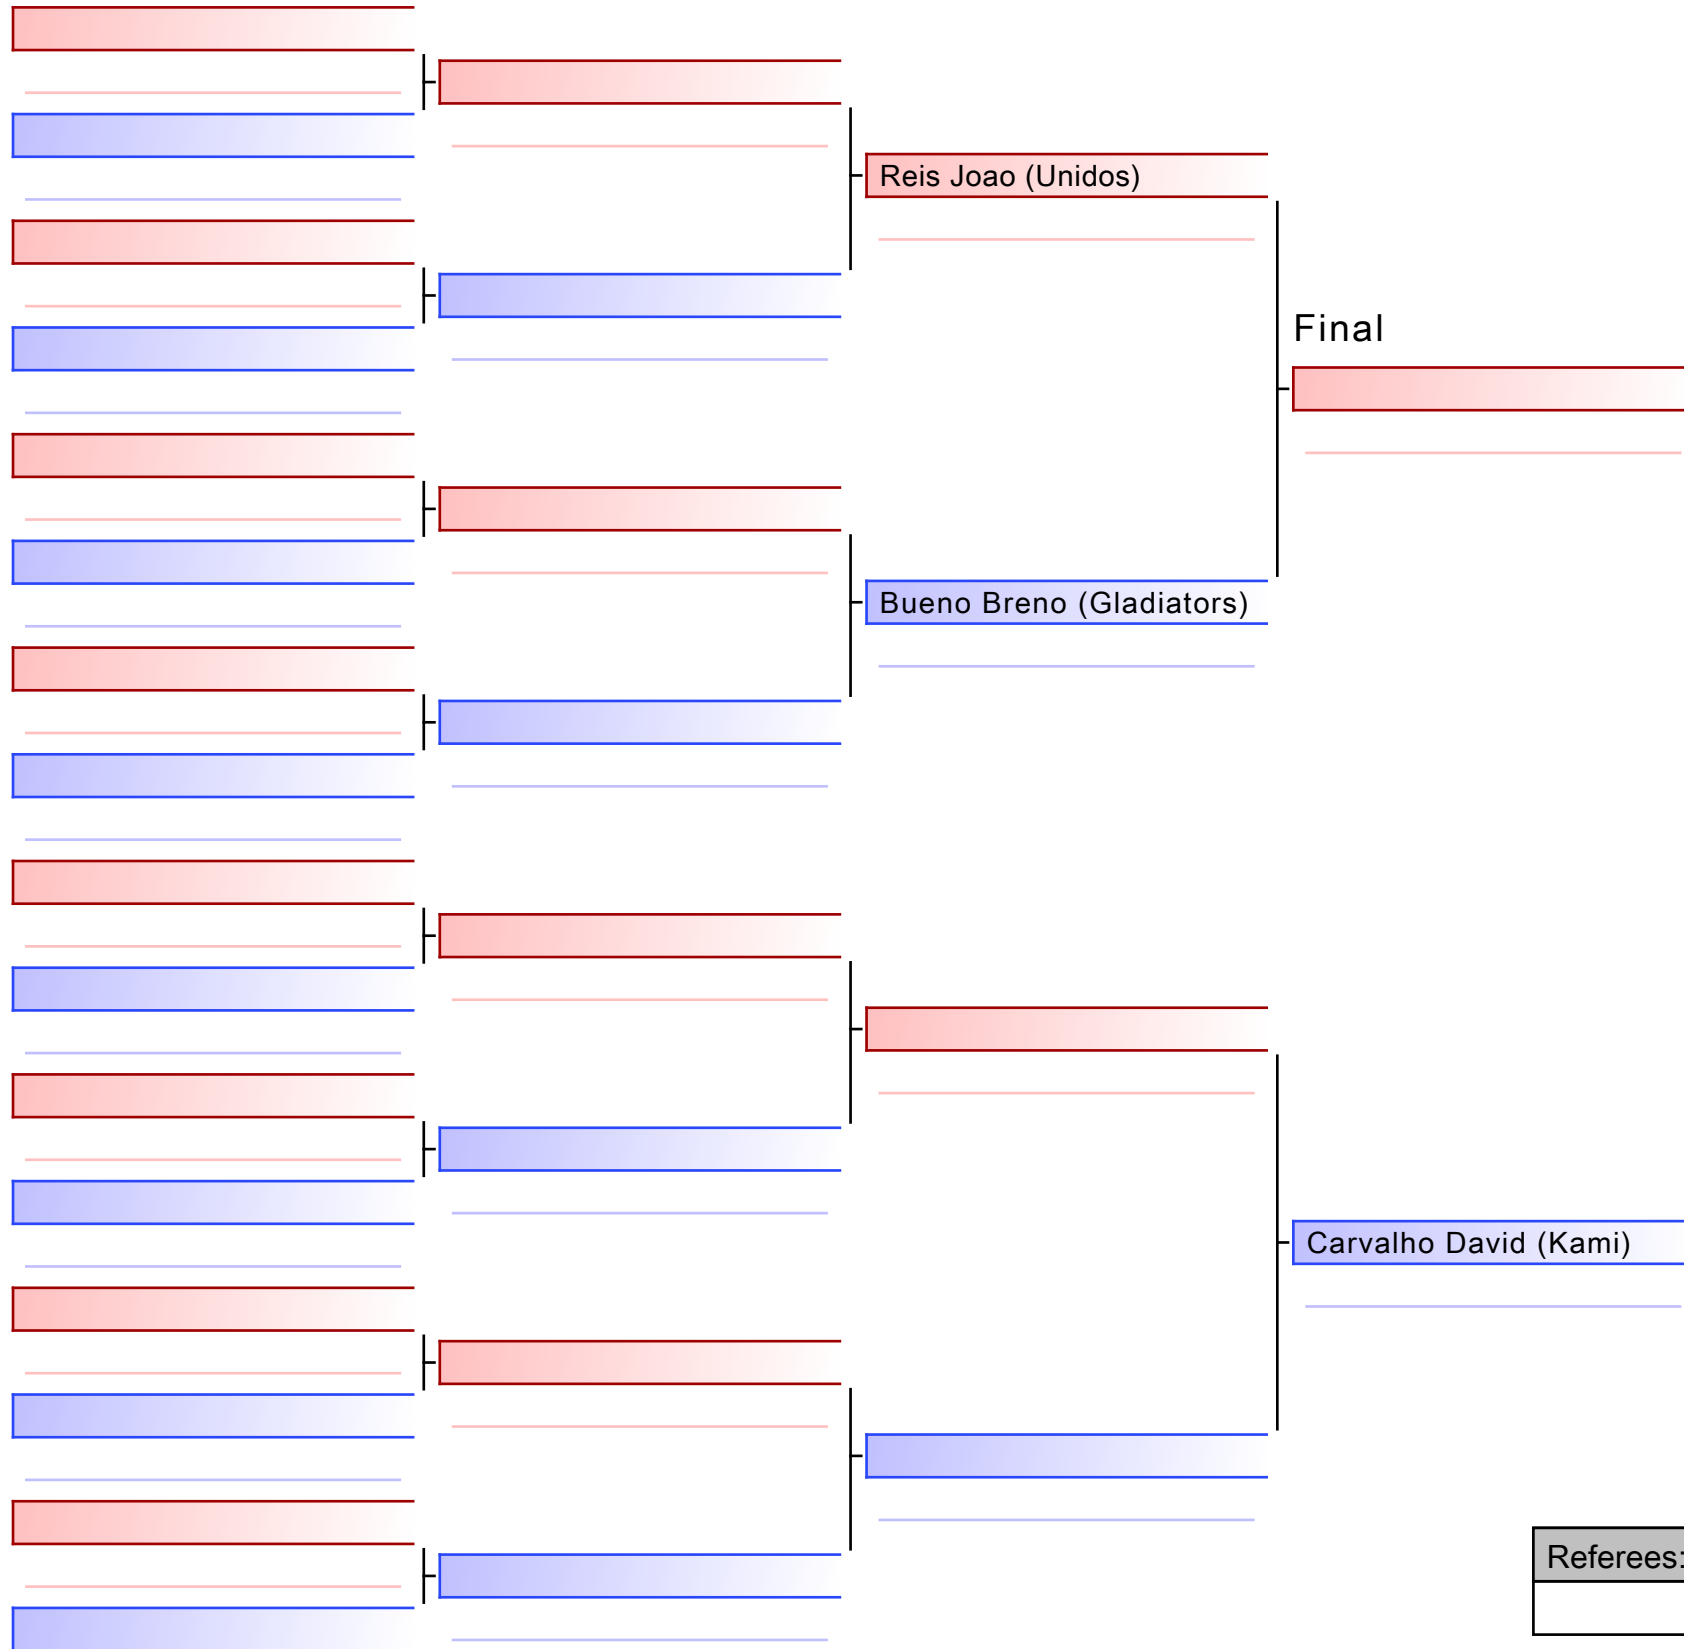 Reis Joao (Unidos)
Final
Bueno Breno (Gladiators)
Carvalho David (Kami)
Referees: